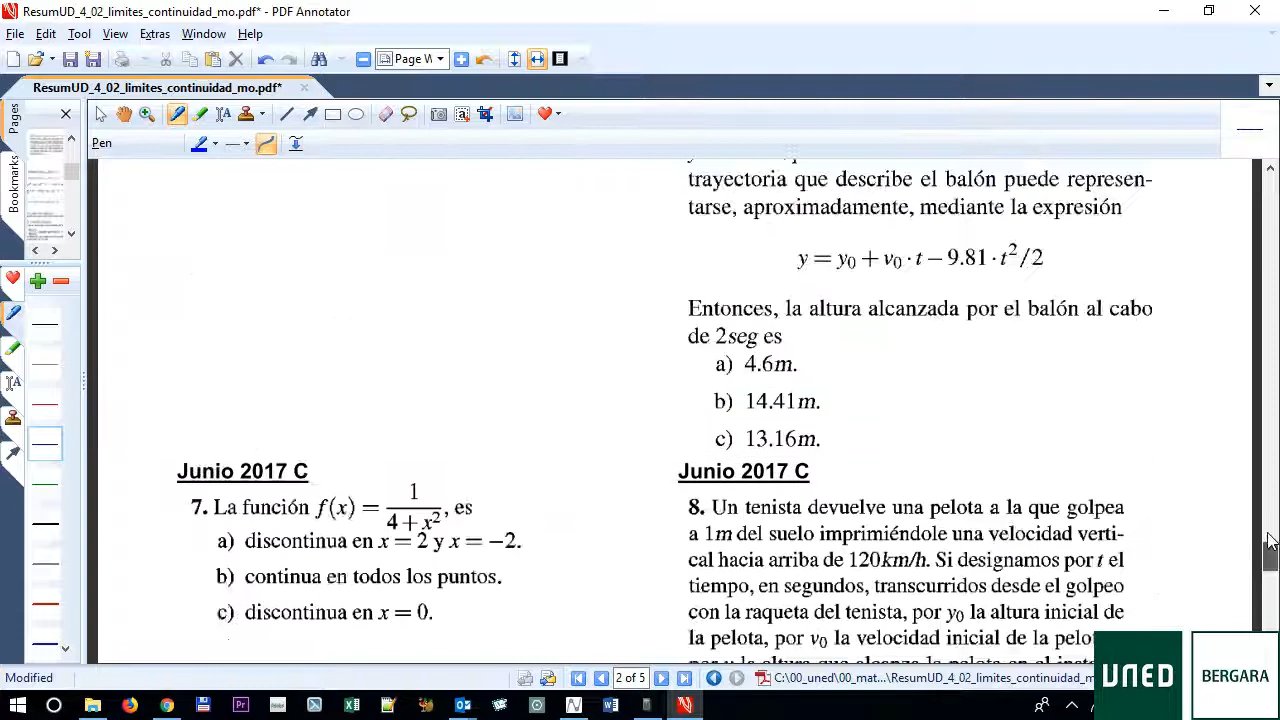 ResumUD_4_02_limites_continuidad_mo.pdf* - PDF Annotator
File Edit Tool View Extras Window Help
Page W
ResumUD_4_02_limites_continuidad_mo.pdf*
Pages
Bookmarks
Pen
trayectoria que describe el balón puede represen-
tarse, aproximadamente, mediante la expresión
y = y₀ + v₀ · t − 9.81 · t²/2
Entonces, la altura alcanzada por el balón al cabo
de 2seg es
a) 4.6m.
b) 14.41m.
c) 13.16m.
Junio 2017 C
7. La función f(x) = 1/(4 + x²), es
a) discontinua en x = 2 y x = −2.
b) continua en todos los puntos.
c) discontinua en x = 0.
Junio 2017 C
8. Un tenista devuelve una pelota a la que golpea
a 1m del suelo imprimiéndole una velocidad verti-
cal hacia arriba de 120km/h. Si designamos por t el
tiempo, en segundos, transcurridos desde el golpeo
con la raqueta del tenista, por y₀ la altura inicial de
la pelota, por v₀ la velocidad inicial de la
Modified
2 of 5
C:\00_uned\00_mat...\ResumUD_4_02_limites_continuidad_m
UNED
BERGARA